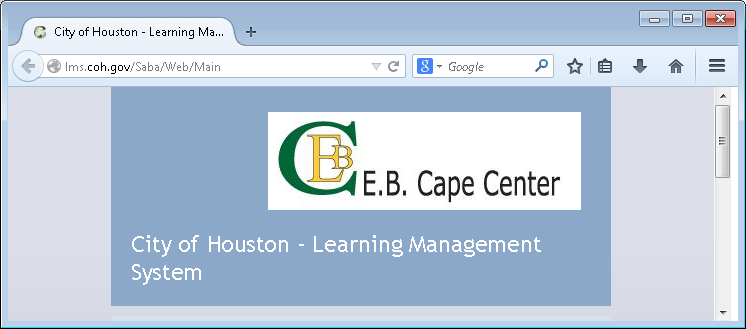 City of Houston - Learning Ma...
lms.coh.gov/Saba/Web/Main
Google
CEB
E.B. Cape Center
City of Houston - Learning Management
System